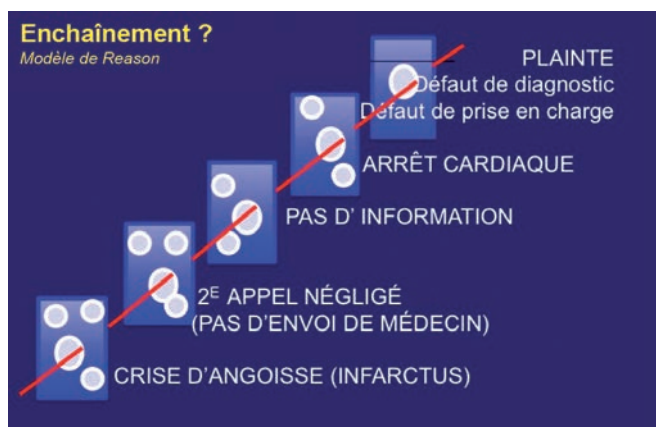 Enchaînement ?
Modèle de Reason
PLAINTE
Défaut de diagnostic
Défaut de prise en charge
ARRÊT CARDIAQUE
PAS D’ INFORMATION
2E APPEL NÉGLIGÉ
(PAS D’ENVOI DE MÉDECIN)
CRISE D’ANGOISSE (INFARCTUS)